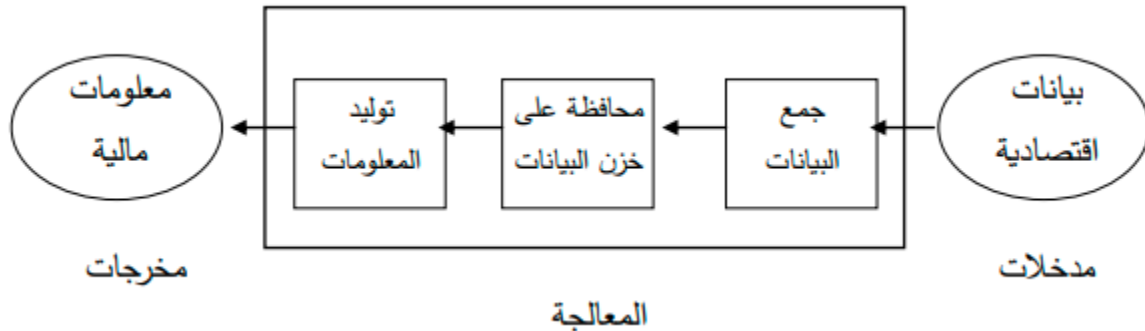 بيانات
اقتصادية
جمع
البيانات
محافظة على
خزن البيانات
توليد
المعلومات
معلومات
مالية
مدخلات
المعالجة
مخرجات